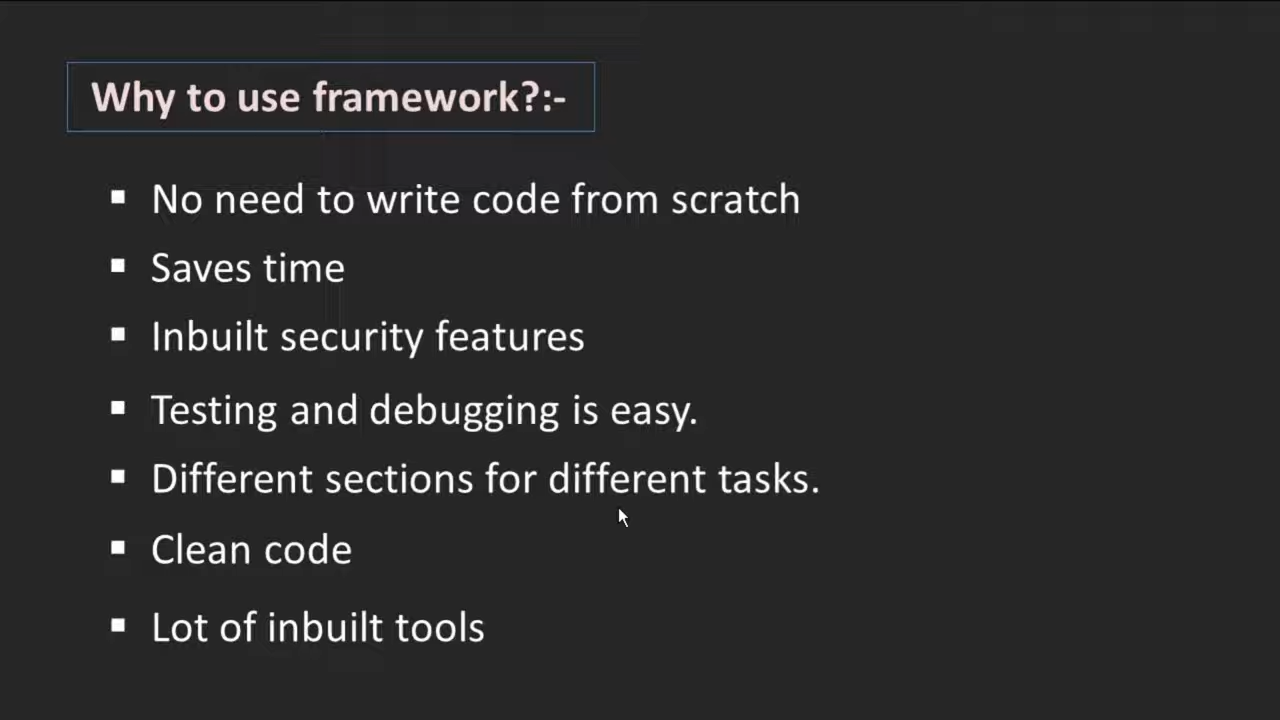 Why to use framework?:-
▪ No need to write code from scratch
▪ Saves time
▪ Inbuilt security features
▪ Testing and debugging is easy.
▪ Different sections for different tasks.
▪ Clean code
▪ Lot of inbuilt tools